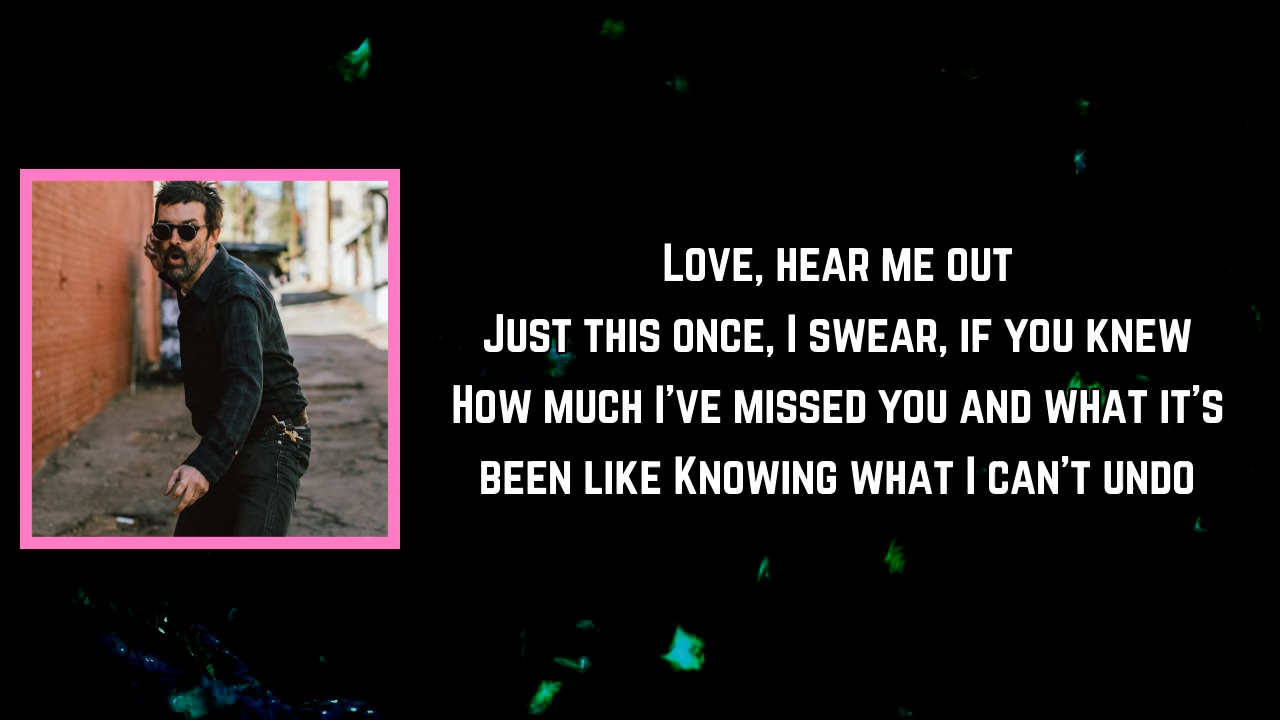 Love, hear me out
Just this once, I swear, if you knew
How much I've missed you and what it's
been like Knowing what I can't undo